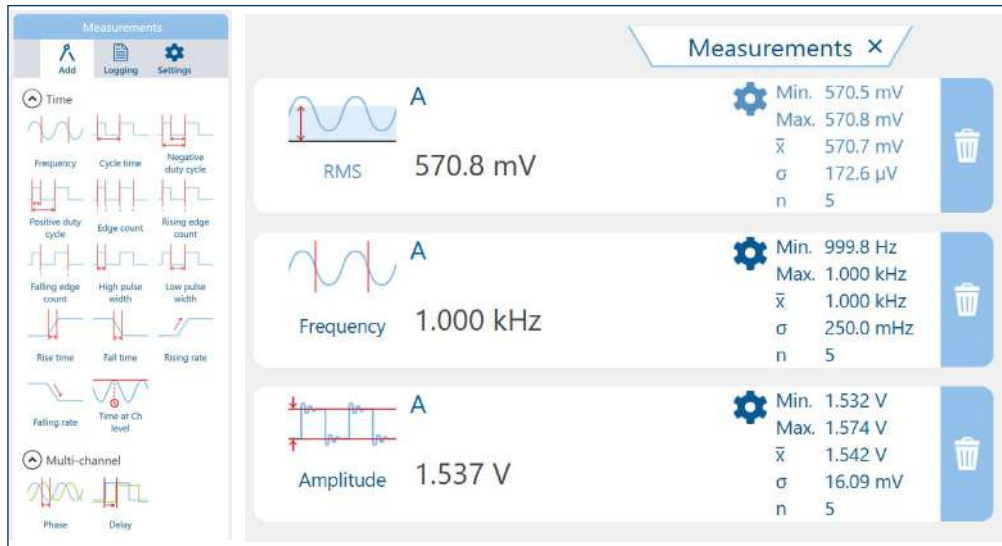 Measurements
Add Logging Settings
Time
Frequency Cycle time Negative duty cycle
Positive duty cycle Edge count Rising edge count
Falling edge count High pulse width Low pulse width
Rise time Fall time Rising rate
Falling rate Time at Ch level
Multi-channel
Phase Delay
Measurements ×
A
RMS 570.8 mV
Min. 570.5 mV
Max. 570.8 mV
x̄ 570.7 mV
σ 172.6 µV
n 5
A
Frequency 1.000 kHz
Min. 999.8 Hz
Max. 1.000 kHz
x̄ 1.000 kHz
σ 250.0 mHz
n 5
A
Amplitude 1.537 V
Min. 1.532 V
Max. 1.574 V
x̄ 1.542 V
σ 16.09 mV
n 5